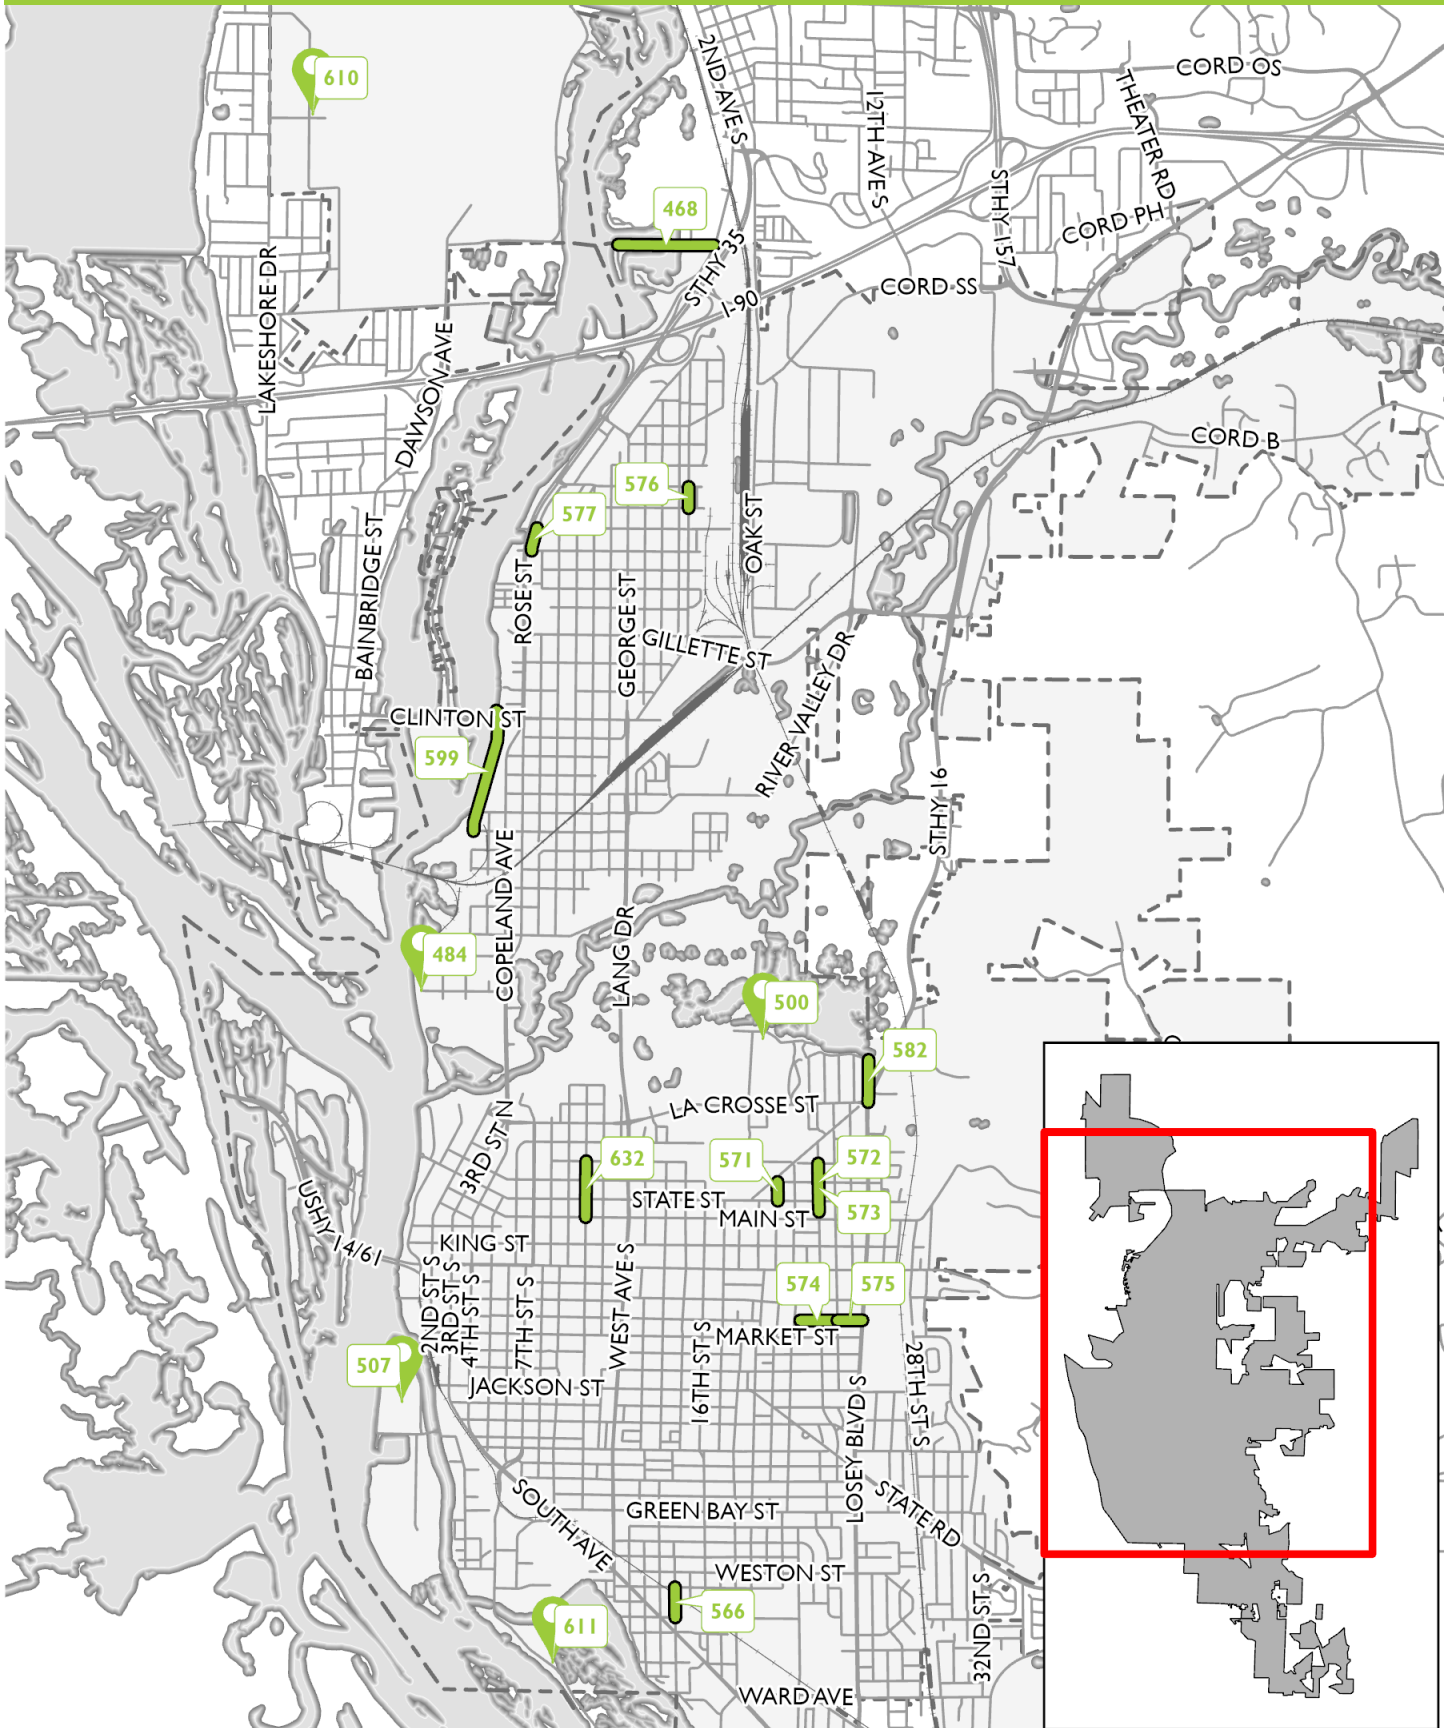 CORD OS
2ND AVE S
THEATER RD
610
12TH AVE S
STHY 157
468
CORD PH
STHY 35
LAKESHORE DR
CORD SS
I-90
DAWSON AVE
CORD B
576
577
OAK ST
BAINBRIDGE ST
ROSE ST
GEORGE ST
GILLETTE ST
RIVER VALLEY DR
CLINTON ST
599
STHY 16
COPELAND AVE
484
LANG DR
500
582
LA CROSSE ST
3RD ST N
632
571
572
STATE ST
MAIN ST
573
USHY 14/61
KING ST
2ND ST S
3RD ST S
4TH ST S
7TH ST S
WEST AVE S
574
575
MARKET ST
16TH ST S
507
28TH ST S
JACKSON ST
LOSEY BLVD S
SOUTH AVE
GREEN BAY ST
STATE RD
WESTON ST
566
611
32ND ST S
WARD AVE